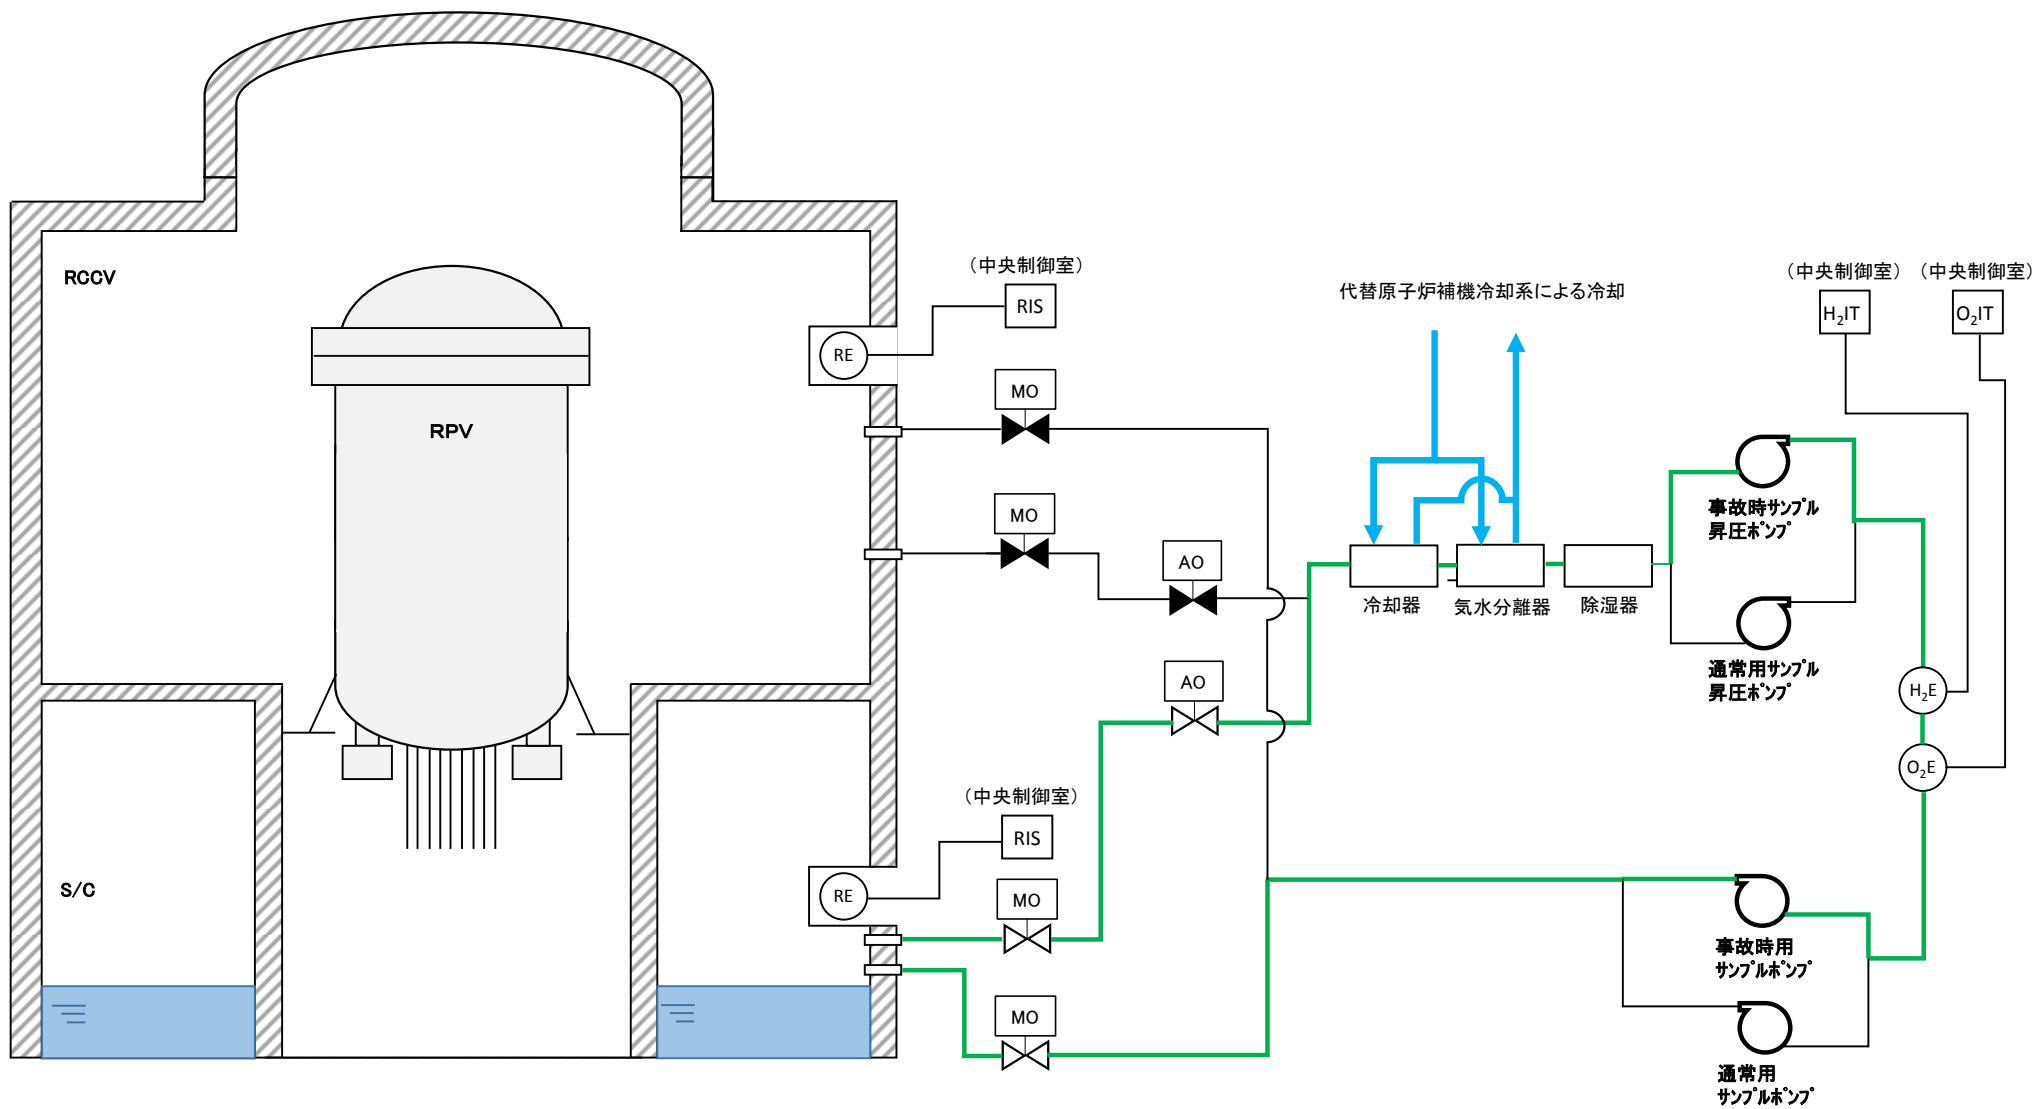 RCCV
RPV
S/C
（中央制御室）
RIS
RE
MO
MO
AO
AO
（中央制御室）
RIS
RE
MO
MO
代替原子炉補機冷却系による冷却
冷却器
気水分離器
除湿器
（中央制御室）
（中央制御室）
H₂IT
O₂IT
事故時サンプル
昇圧ポンプ
通常用サンプル
昇圧ポンプ
H₂E
O₂E
事故時用
サンプルポンプ
通常用
サンプルポンプ